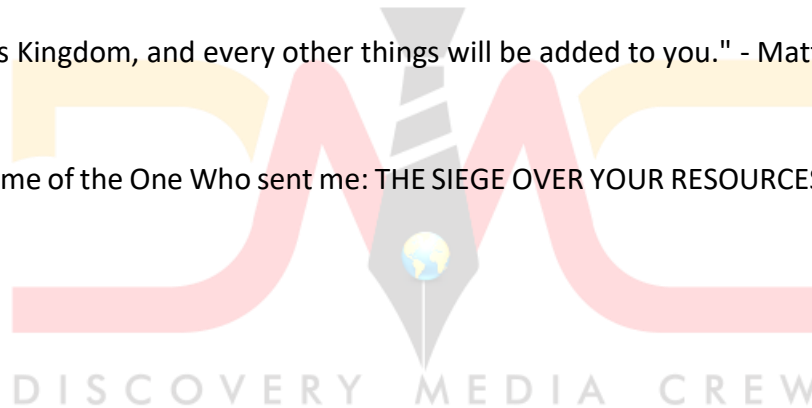 s Kingdom, and every other things will be added to you." - Mat
me of the One Who sent me: THE SIEGE OVER YOUR RESOURCES
DISCOVERY MEDIA CREW